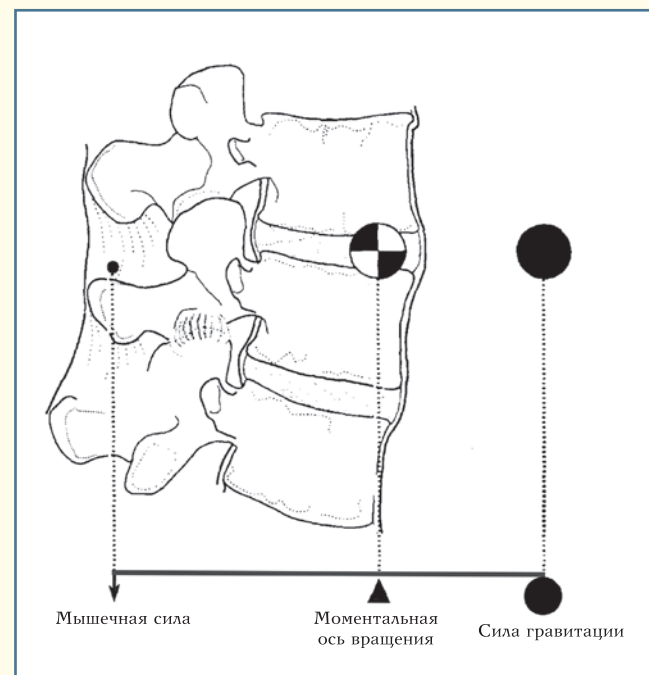 Мышечная сила
Моментальная
ось вращения
Сила гравитации